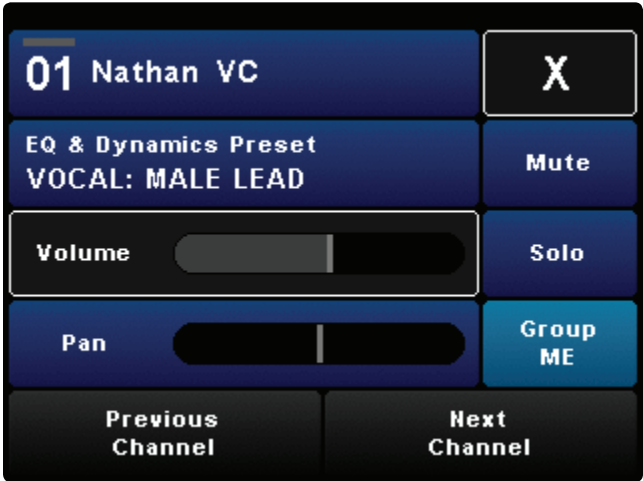 01 Nathan VC
X
EQ & Dynamics Preset
VOCAL: MALE LEAD
Mute
Volume
Solo
Pan
Group
ME
Previous
Channel
Next
Channel